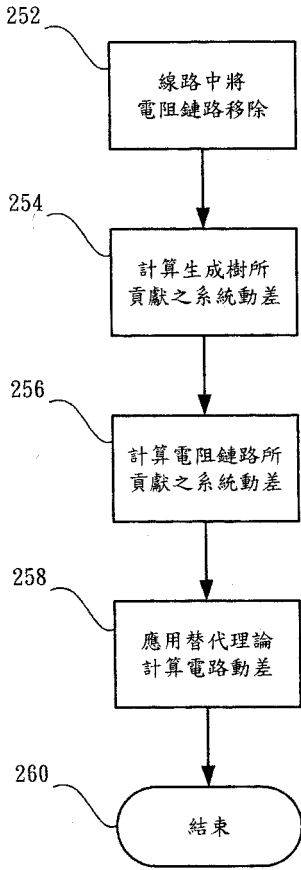 252
線路中將
電阻鏈路移除
254
計算生成樹所
貢獻之系統動差
256
計算電阻鏈路所
貢獻之系統動差
258
應用替代理論
計算電路動差
260
結束